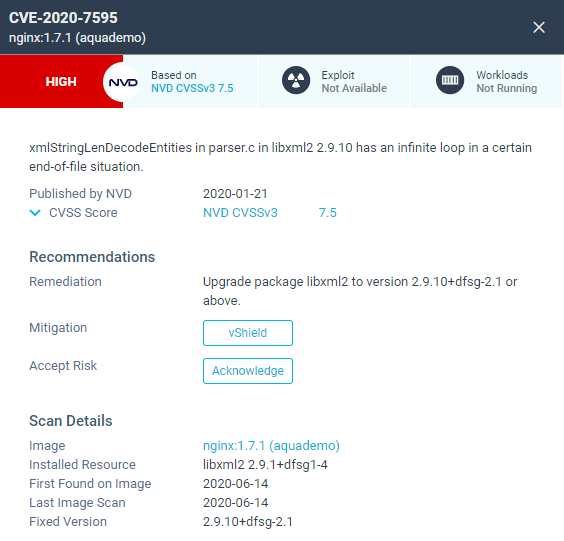 CVE-2020-7595
nginx:1.7.1 (aquademo)
HIGH
NVD
Based on
NVD CVSSv3 7.5
Exploit
Not Available
Workloads
Not Running
xmlStringLenDecodeEntities in parser.c in libxml2 2.9.10 has an infinite loop in a certain
end-of-file situation.
Published by NVD 2020-01-21
CVSS Score NVD CVSSv3 7.5
Recommendations
Remediation Upgrade package libxml2 to version 2.9.10+dfsg-2.1 or
above.
Mitigation vShield
Accept Risk Acknowledge
Scan Details
Image nginx:1.7.1 (aquademo)
Installed Resource libxml2 2.9.1+dfsg1-4
First Found on Image 2020-06-14
Last Image Scan 2020-06-14
Fixed Version 2.9.10+dfsg-2.1